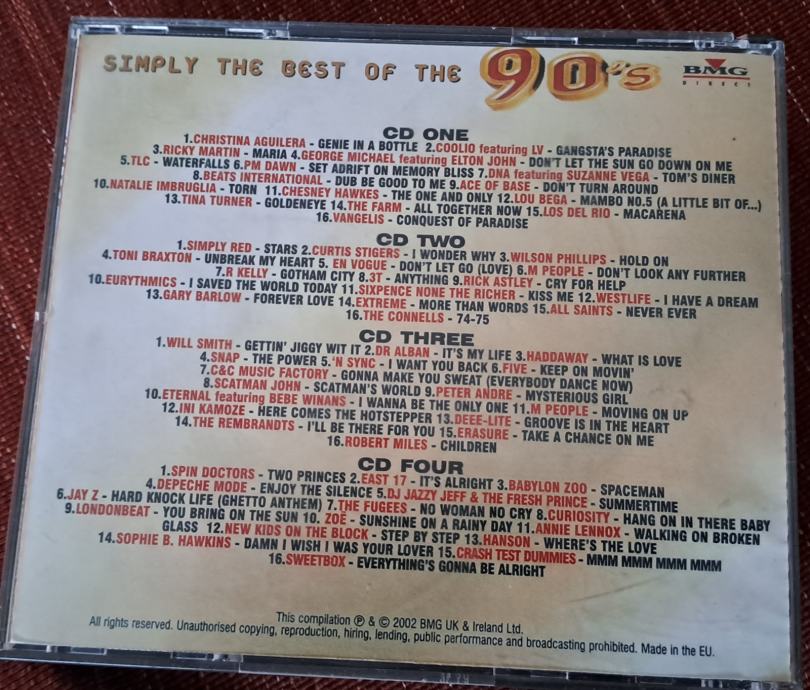 SIMPLY THE BEST OF THE 90's
BMG
DIRECT
CD ONE
1.CHRISTINA AGUILERA - GENIE IN A BOTTLE 2.COOLIO featuring LV - GANGSTA'S PARADISE
3.RICKY MARTIN - MARIA 4.GEORGE MICHAEL featuring ELTON JOHN - DON'T LET THE SUN GO DOWN ON ME
5.TLC - WATERFALLS 6.PM DAWN - SET ADRIFT ON MEMORY BLISS 7.DNA featuring SUZANNE VEGA - TOM'S DINER
8.BEATS INTERNATIONAL - DUB BE GOOD TO ME 9.ACE OF BASE - DON'T TURN AROUND
10.NATALIE IMBRUGLIA - TORN 11.CHESNEY HAWKES - THE ONE AND ONLY 12.LOU BEGA - MAMBO NO.5 (A LITTLE BIT OF...)
13.TINA TURNER - GOLDENEYE 14.THE FARM - ALL TOGETHER NOW 15.LOS DEL RIO - MACARENA
16.VANGELIS - CONQUEST OF PARADISE
CD TWO
1.SIMPLY RED - STARS 2.CURTIS STIGERS - I WONDER WHY 3.WILSON PHILLIPS - HOLD ON
4.TONI BRAXTON - UNBREAK MY HEART 5. EN VOGUE - DON'T LET GO (LOVE) 6.M PEOPLE - DON'T LOOK ANY FURTHER
7.R KELLY - GOTHAM CITY 8.3T - ANYTHING 9.RICK ASTLEY - CRY FOR HELP
10.EURYTHMICS - I SAVED THE WORLD TODAY 11.SIXPENCE NONE THE RICHER - KISS ME 12.WESTLIFE - I HAVE A DREAM
13.GARY BARLOW - FOREVER LOVE 14.EXTREME - MORE THAN WORDS 15.ALL SAINTS - NEVER EVER
16.THE CONNELLS - 74-75
CD THREE
1.WILL SMITH - GETTIN' JIGGY WIT IT 2.DR ALBAN - IT'S MY LIFE 3.HADDAWAY - WHAT IS LOVE
4.SNAP - THE POWER 5.'N SYNC - I WANT YOU BACK 6.FIVE - KEEP ON MOVIN'
7.C&C MUSIC FACTORY - GONNA MAKE YOU SWEAT (EVERYBODY DANCE NOW)
8.SCATMAN JOHN - SCATMAN'S WORLD 9.PETER ANDRE - MYSTERIOUS GIRL
10.ETERNAL featuring BEBE WINANS - I WANNA BE THE ONLY ONE 11.M PEOPLE - MOVING ON UP
12.INI KAMOZE - HERE COMES THE HOTSTEPPER 13.DEEE-LITE - GROOVE IS IN THE HEART
14.THE REMBRANDTS - I'LL BE THERE FOR YOU 15.ERASURE - TAKE A CHANCE ON ME
16.ROBERT MILES - CHILDREN
CD FOUR
1.SPIN DOCTORS - TWO PRINCES 2.EAST 17 - IT'S ALRIGHT 3.BABYLON ZOO - SPACEMAN
4.DEPECHE MODE - ENJOY THE SILENCE 5.DJ JAZZY JEFF & THE FRESH PRINCE - SUMMERTIME
6.JAY Z - HARD KNOCK LIFE (GHETTO ANTHEM) 7.THE FUGEES - NO WOMAN NO CRY 8.CURIOSITY - HANG ON IN THERE BABY
9.LONDONBEAT - YOU BRING ON THE SUN 10. ZOË - SUNSHINE ON A RAINY DAY 11.ANNIE LENNOX - WALKING ON BROKEN
GLASS 12.NEW KIDS ON THE BLOCK - STEP BY STEP 13.HANSON - WHERE'S THE LOVE
14.SOPHIE B. HAWKINS - DAMN I WISH I WAS YOUR LOVER 15.CRASH TEST DUMMIES - MMM MMM MMM MMM
16.SWEETBOX - EVERYTHING'S GONNA BE ALRIGHT
This compilation ℗ & © 2002 BMG UK & Ireland Ltd.
All rights reserved. Unauthorised copying, reproduction, hiring, lending, public performance and broadcasting prohibited. Made in the EU.